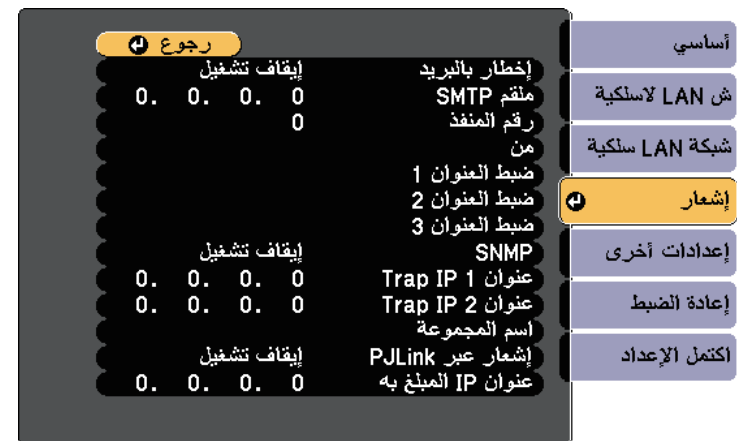 أساسي
ش LAN لاسلكية
شبكة LAN سلكية
إشعار
إعدادات أخرى
إعادة الضبط
اكتمل الإعداد
رجوع
إخطار بالبريد إيقاف تشغيل
ملقم SMTP 0. 0. 0. 0
رقم المنفذ 0
من
ضبط العنوان 1
ضبط العنوان 2
ضبط العنوان 3
SNMP إيقاف تشغيل
عنوان Trap IP 1 0. 0. 0. 0
عنوان Trap IP 2 0. 0. 0. 0
اسم المجموعة
إشعار عبر PJLink إيقاف تشغيل
عنوان IP المبلغ به 0. 0. 0. 0